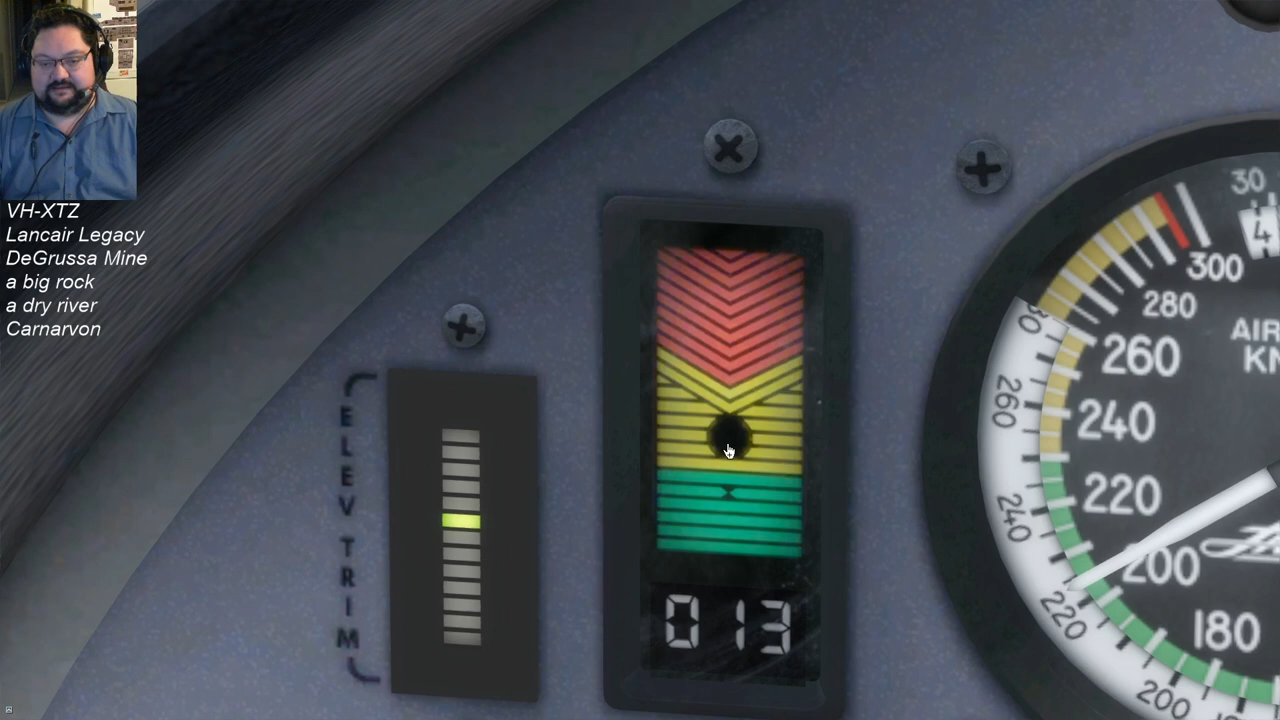 VH-XTZ
Lancair Legacy
DeGrussa Mine
a big rock
a dry river
Carnarvon
ELEV TRIM
013
30
4
300
280
260
240
220
200
180
AIR
KN
260
240
220
200